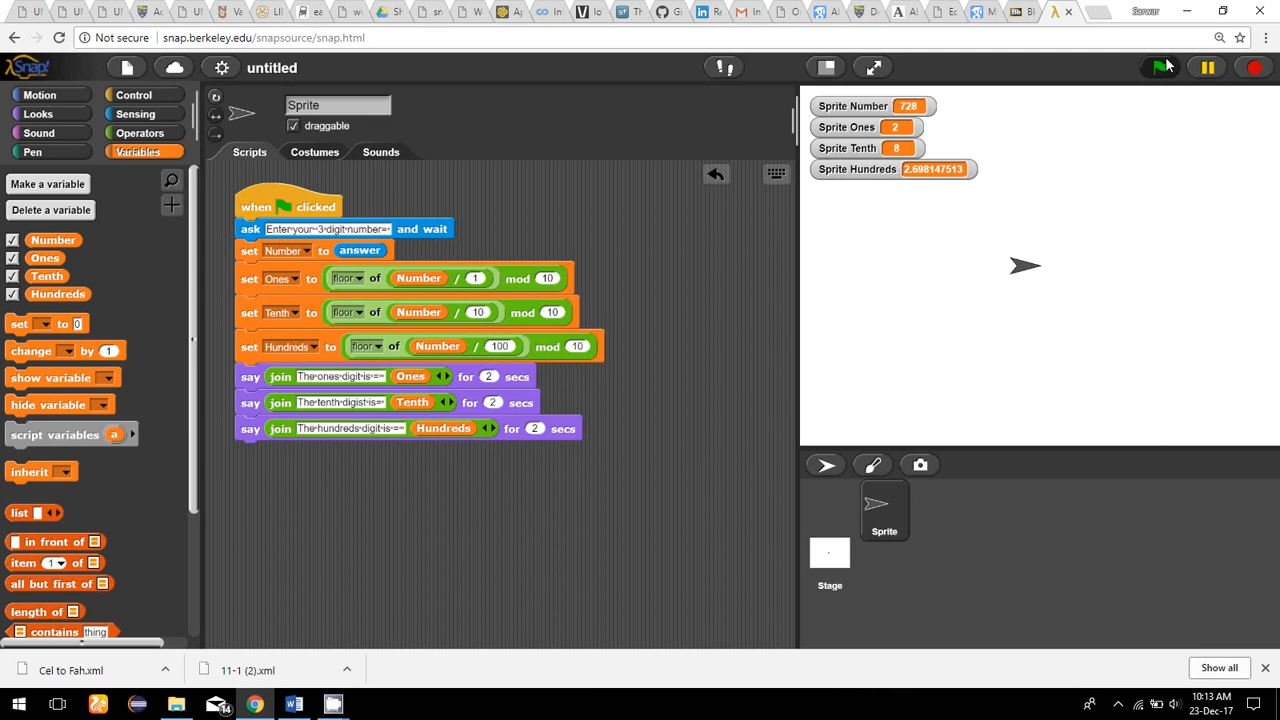 Sarwar
Not secure | snap.berkeley.edu/snapsource/snap.html
Snap!
untitled
Motion
Control
Looks
Sensing
Sound
Operators
Pen
Variables
Make a variable
Delete a variable
Number
Ones
Tenth
Hundreds
set to 0
change by 1
show variable
hide variable
script variables a
inherit
list
in front of
item 1 of
all but first of
length of
contains thing
Sprite
draggable
Scripts
Costumes
Sounds
when clicked
ask Enter your 3 digit number= and wait
set Number to answer
set Ones to floor of Number / 1 mod 10
set Tenth to floor of Number / 10 mod 10
set Hundreds to floor of Number / 100 mod 10
say join The ones digit is == Ones for 2 secs
say join The tenth digist is == Tenth for 2 secs
say join The hundreds digit is == Hundreds for 2 secs
Sprite Number 728
Sprite Ones 2
Sprite Tenth 8
Sprite Hundreds 2.698147513
Sprite
Stage
Cel to Fah.xml
11-1 (2).xml
Show all
14
10:13 AM
23-Dec-17